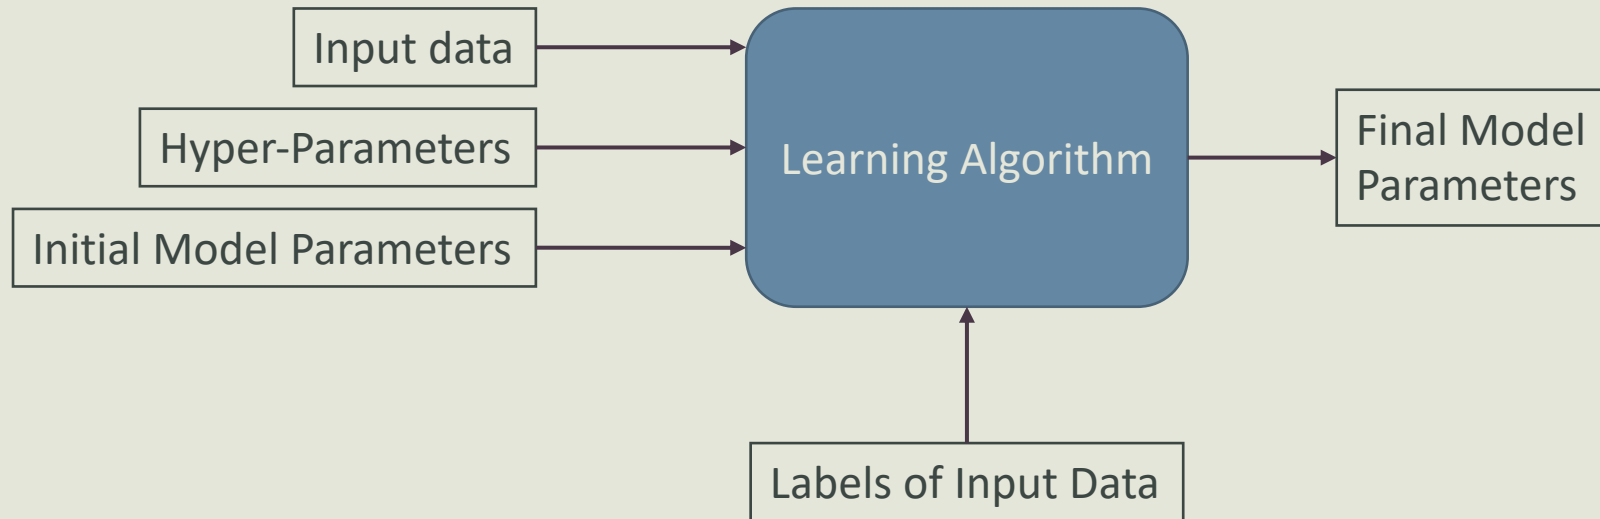 Input data
Hyper-Parameters
Initial Model Parameters
Learning Algorithm
Final Model
Parameters
Labels of Input Data